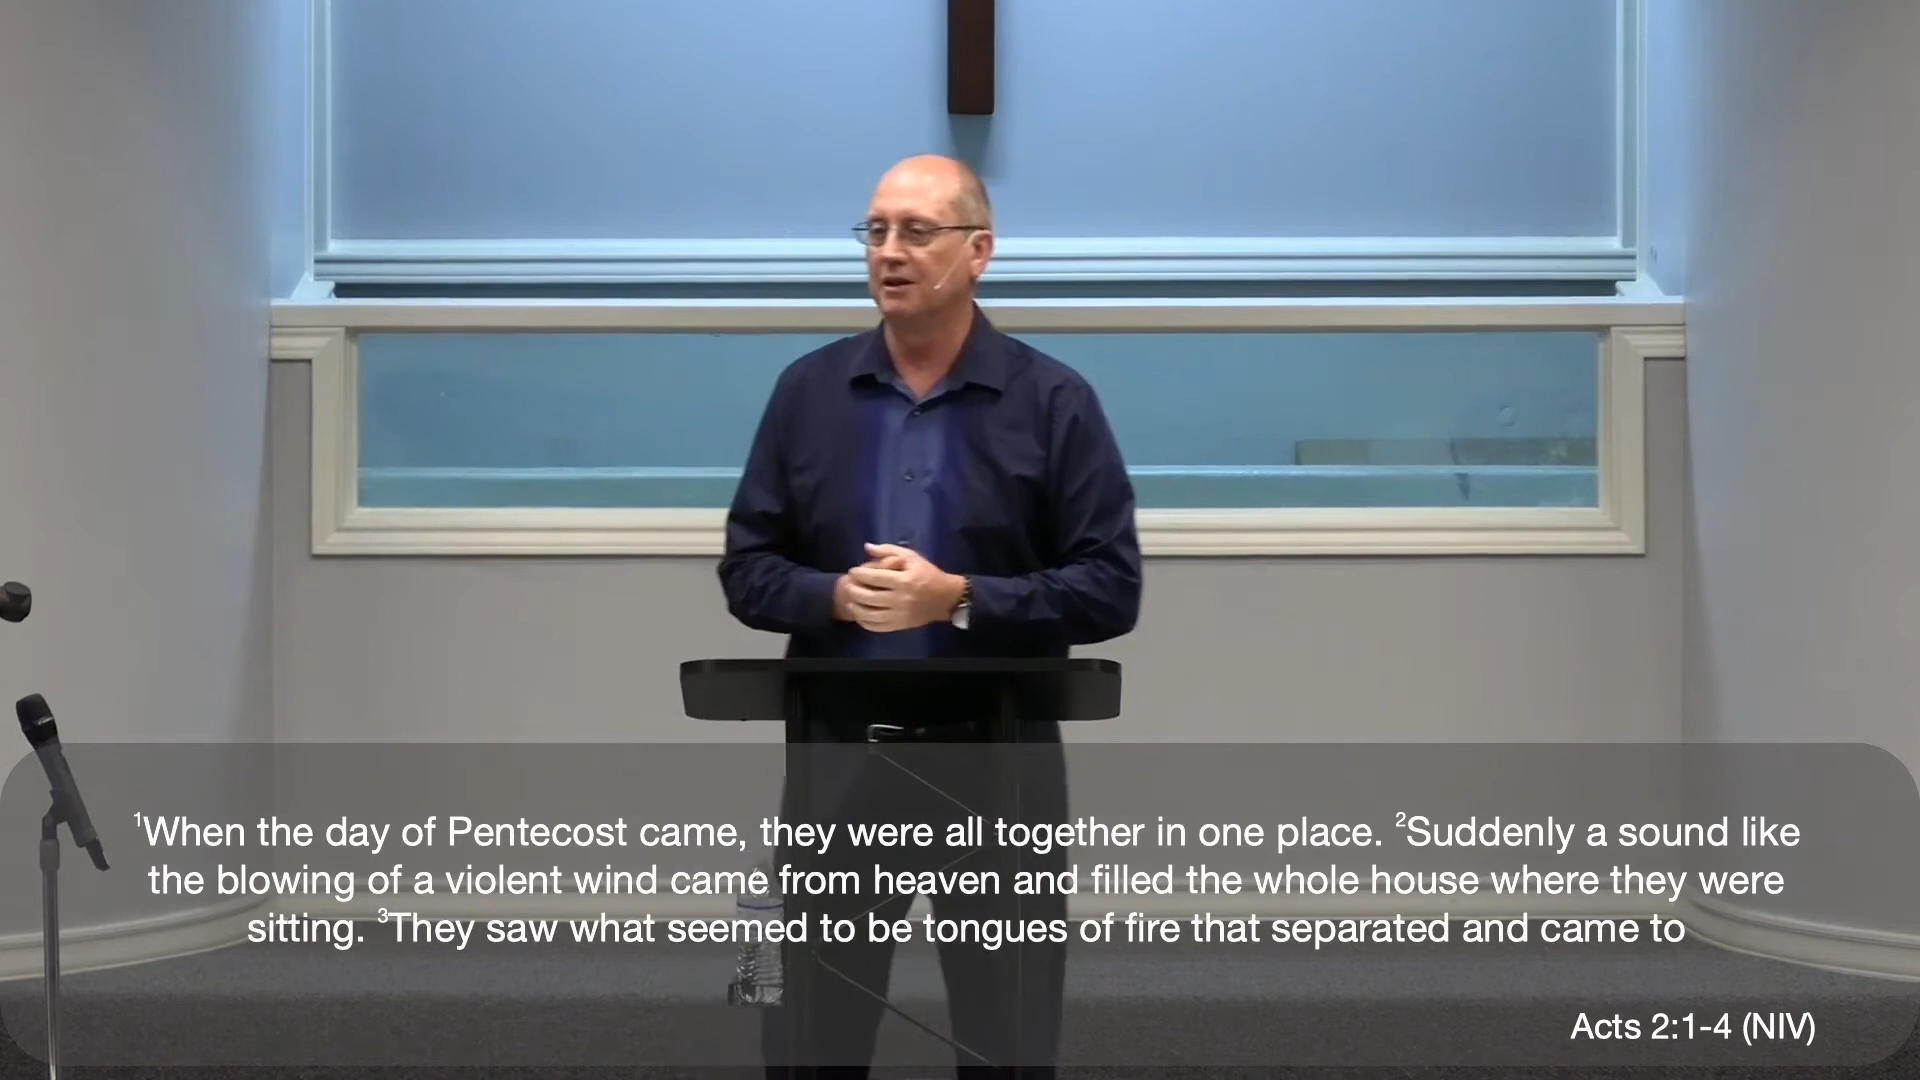 ¹When the day of Pentecost came, they were all together in one place. ²Suddenly a sound like
the blowing of a violent wind came from heaven and filled the whole house where they were
sitting. ³They saw what seemed to be tongues of fire that separated and came to
Acts 2:1-4 (NIV)